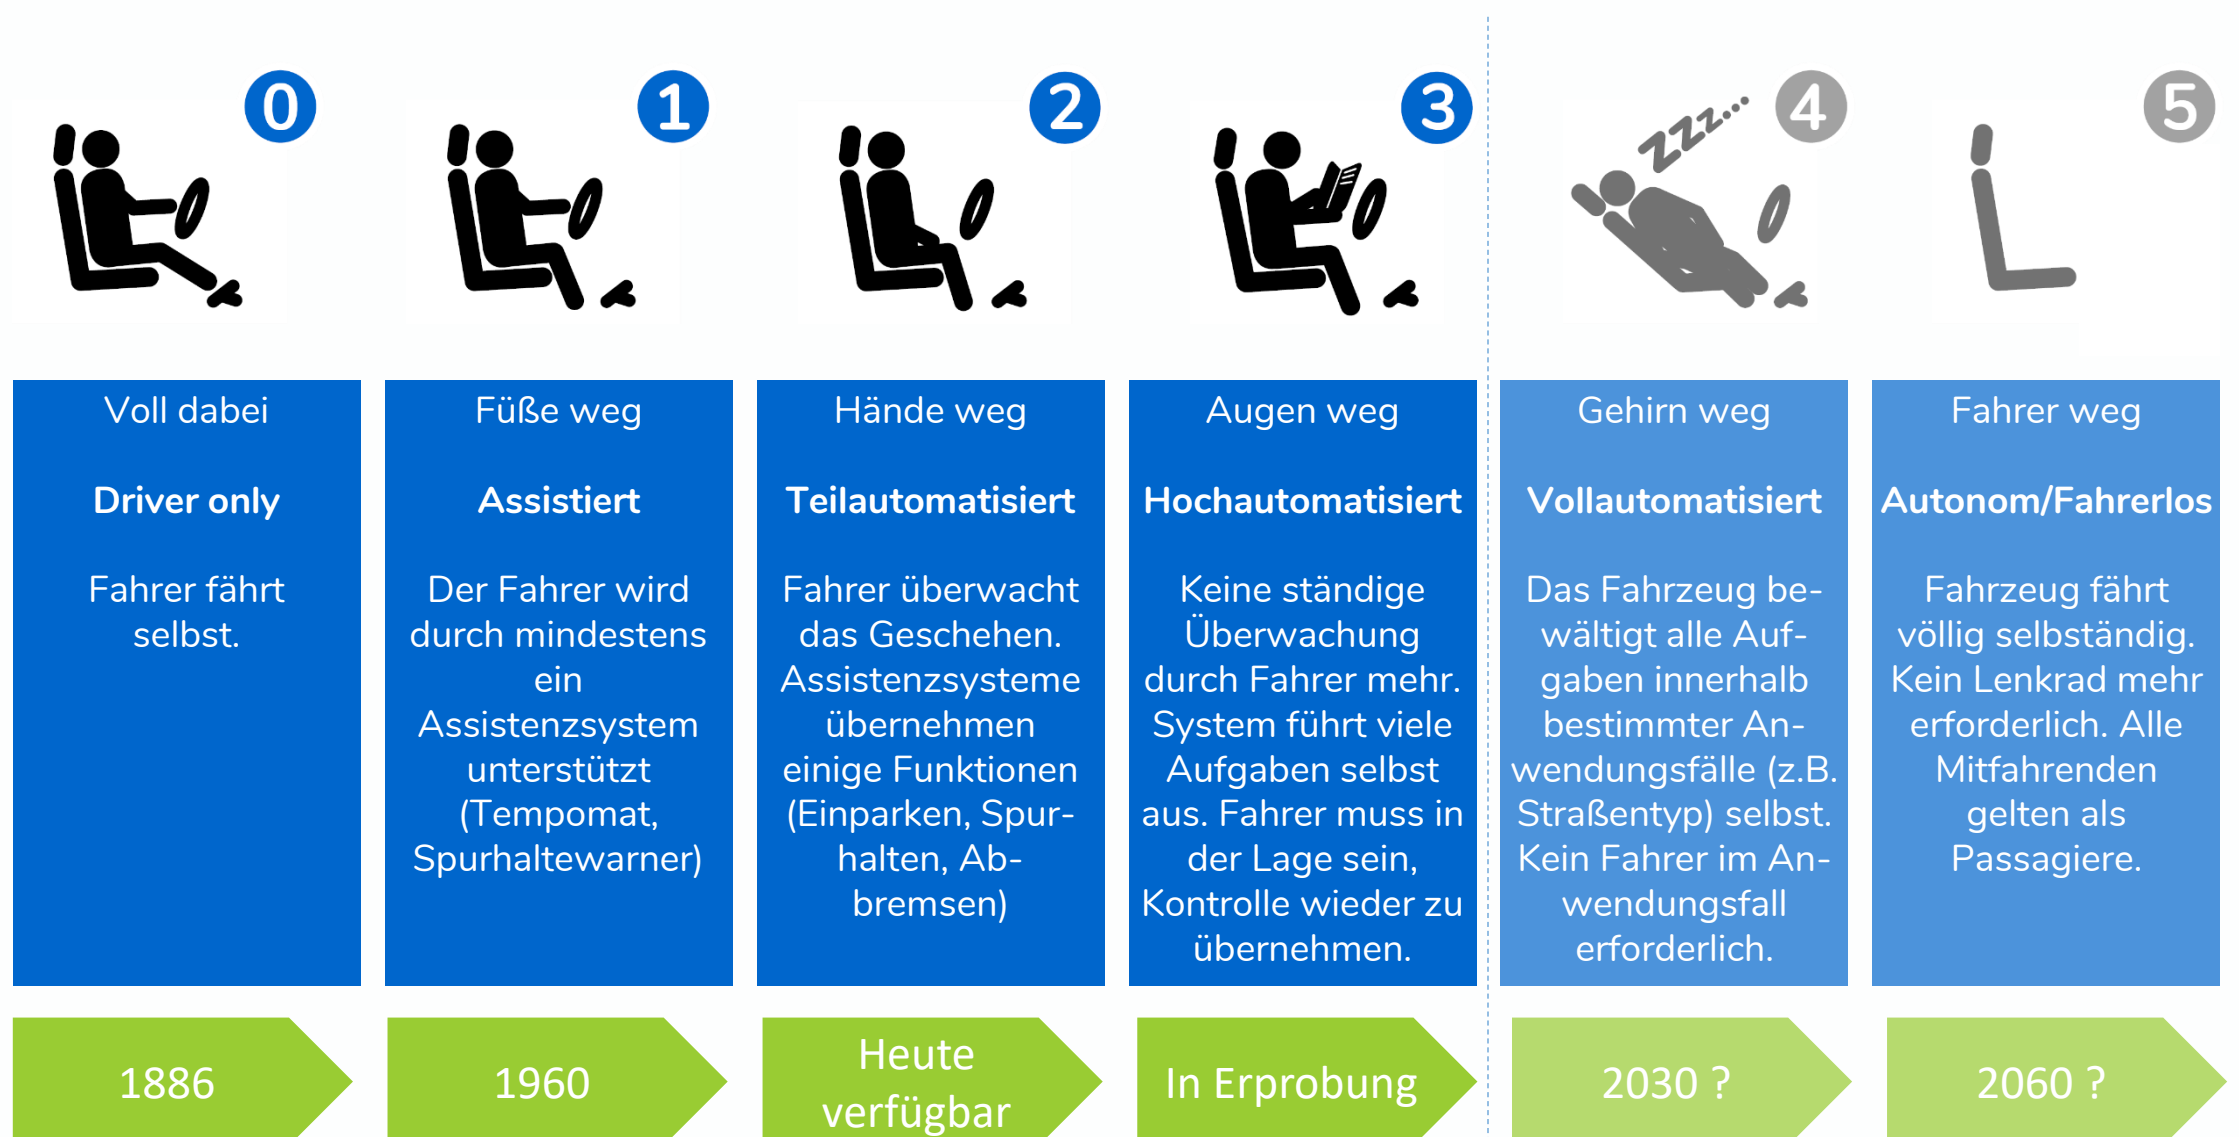 0
Voll dabei
Driver only
Fahrer fährt
selbst.
1886
1
Füße weg
Assistiert
Der Fahrer wird
durch mindestens
ein
Assistenzsystem
unterstützt
(Tempomat,
Spurhaltewarner)
1960
2
Hände weg
Teilautomatisiert
Fahrer überwacht
das Geschehen.
Assistenzsysteme
übernehmen
einige Funktionen
(Einparken, Spur-
halten, Ab-
bremsen)
Heute
verfügbar
3
Augen weg
Hochautomatisiert
Keine ständige
Überwachung
durch Fahrer mehr.
System führt viele
Aufgaben selbst
aus. Fahrer muss in
der Lage sein,
Kontrolle wieder zu
übernehmen.
In Erprobung
zzz...
4
Gehirn weg
Vollautomatisiert
Das Fahrzeug be-
wältigt alle Auf-
gaben innerhalb
bestimmter An-
wendungsfälle (z.B.
Straßentyp) selbst.
Kein Fahrer im An-
wendungsfall
erforderlich.
2030 ?
5
Fahrer weg
Autonom/Fahrerlos
Fahrzeug fährt
völlig selbständig.
Kein Lenkrad mehr
erforderlich. Alle
Mitfahrenden
gelten als
Passagiere.
2060 ?